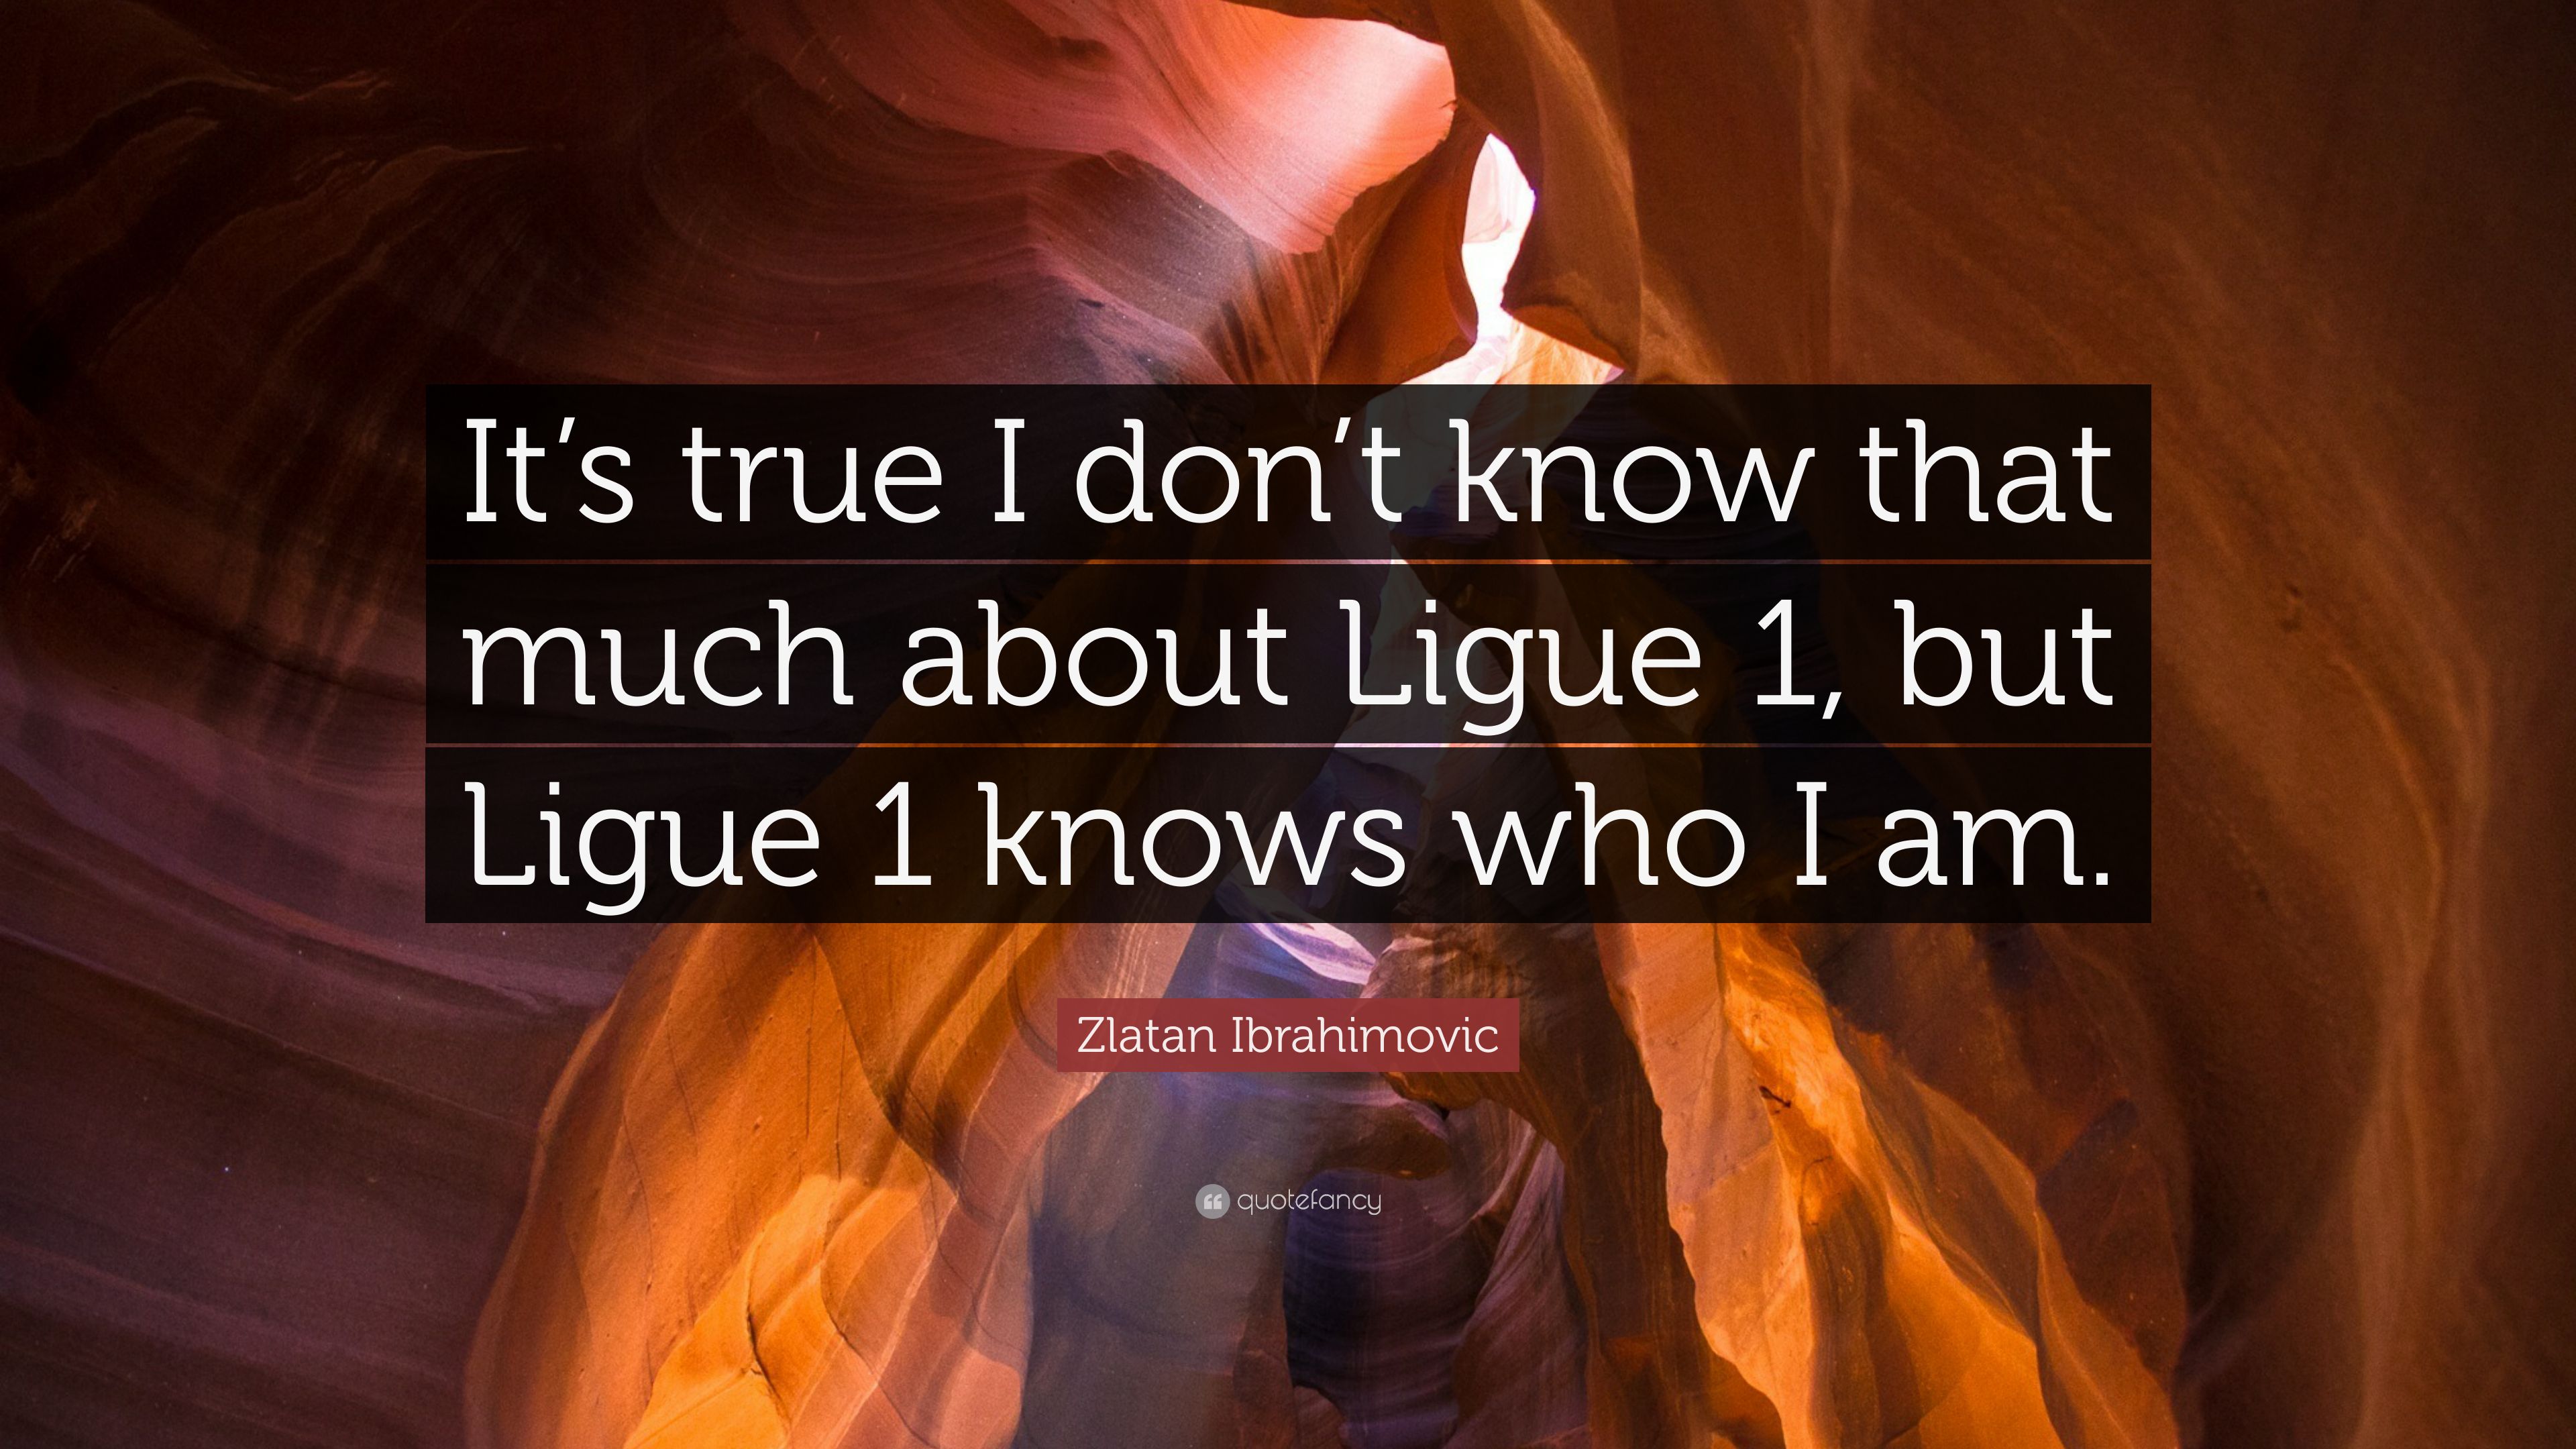 It’s true I don’t know that
much about Ligue 1, but
Ligue 1 knows who I am.
Zlatan Ibrahimovic
quotefancy